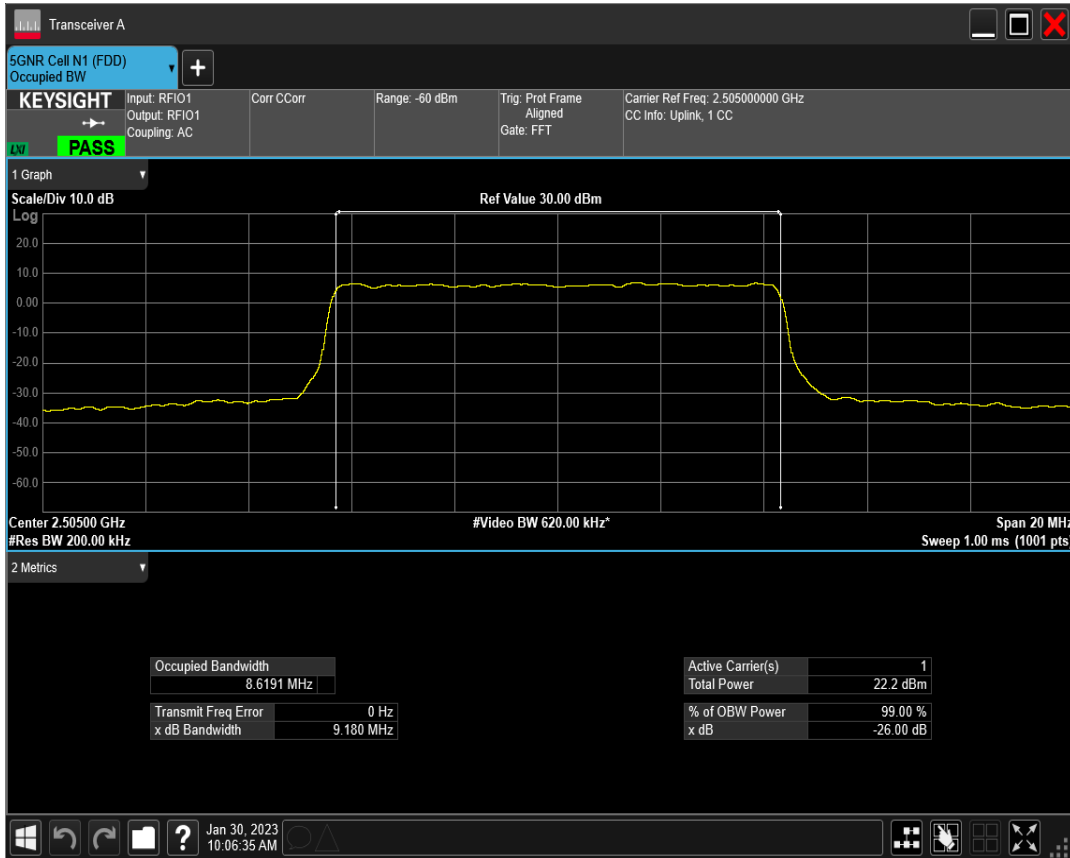 Transceiver A
5GNR Cell N1 (FDD)
Occupied BW
+
KEYSIGHT
LXI
PASS
Input: RFIO1
Output: RFIO1
Coupling: AC
Corr CCorr
Range: -60 dBm
Trig: Prot Frame
Aligned
Gate: FFT
Carrier Ref Freq: 2.505000000 GHz
CC Info: Uplink, 1 CC
1 Graph
Scale/Div 10.0 dB
Ref Value 30.00 dBm
Log
20.0
10.0
0.00
-10.0
-20.0
-30.0
-40.0
-50.0
-60.0
Center 2.50500 GHz
#Video BW 620.00 kHz*
Span 20 MHz
#Res BW 200.00 kHz
Sweep 1.00 ms (1001 pts)
2 Metrics
Occupied Bandwidth
8.6191 MHz
Transmit Freq Error 0 Hz
x dB Bandwidth 9.180 MHz
Active Carrier(s) 1
Total Power 22.2 dBm
% of OBW Power 99.00 %
x dB -26.00 dB
?
Jan 30, 2023
10:06:35 AM